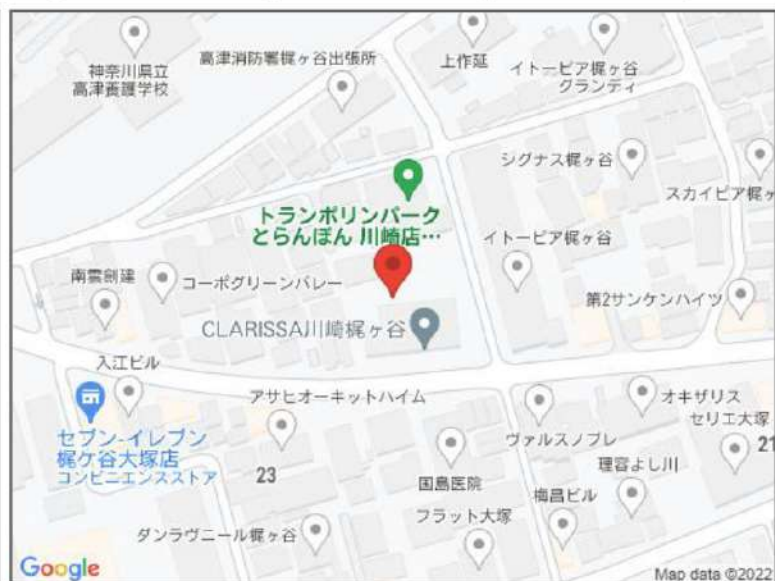 神奈川県立
高津養護学校
高津消防署梶ヶ谷出張所
上作延
イトーピア梶ヶ谷
グランディ
シグナス梶ヶ谷
スカイピア梶ヶ
トランポリンパーク
とらんぽん 川崎店…
イトーピア梶ヶ谷
南雲創建
コーポグリーンバレー
第2サンケンハイツ
CLARISSA川崎梶ヶ谷
入江ビル
アサヒオーキットハイム
オキザリス
セリエ大塚
セブン-イレブン
梶ケ谷大塚店
コンビニエンスストア
ヴァルスノブレ
21
23
国島医院
理容よし川
梅昌ビル
フラット大塚
ダンラヴニール梶ヶ谷
Google
Map data ©2022